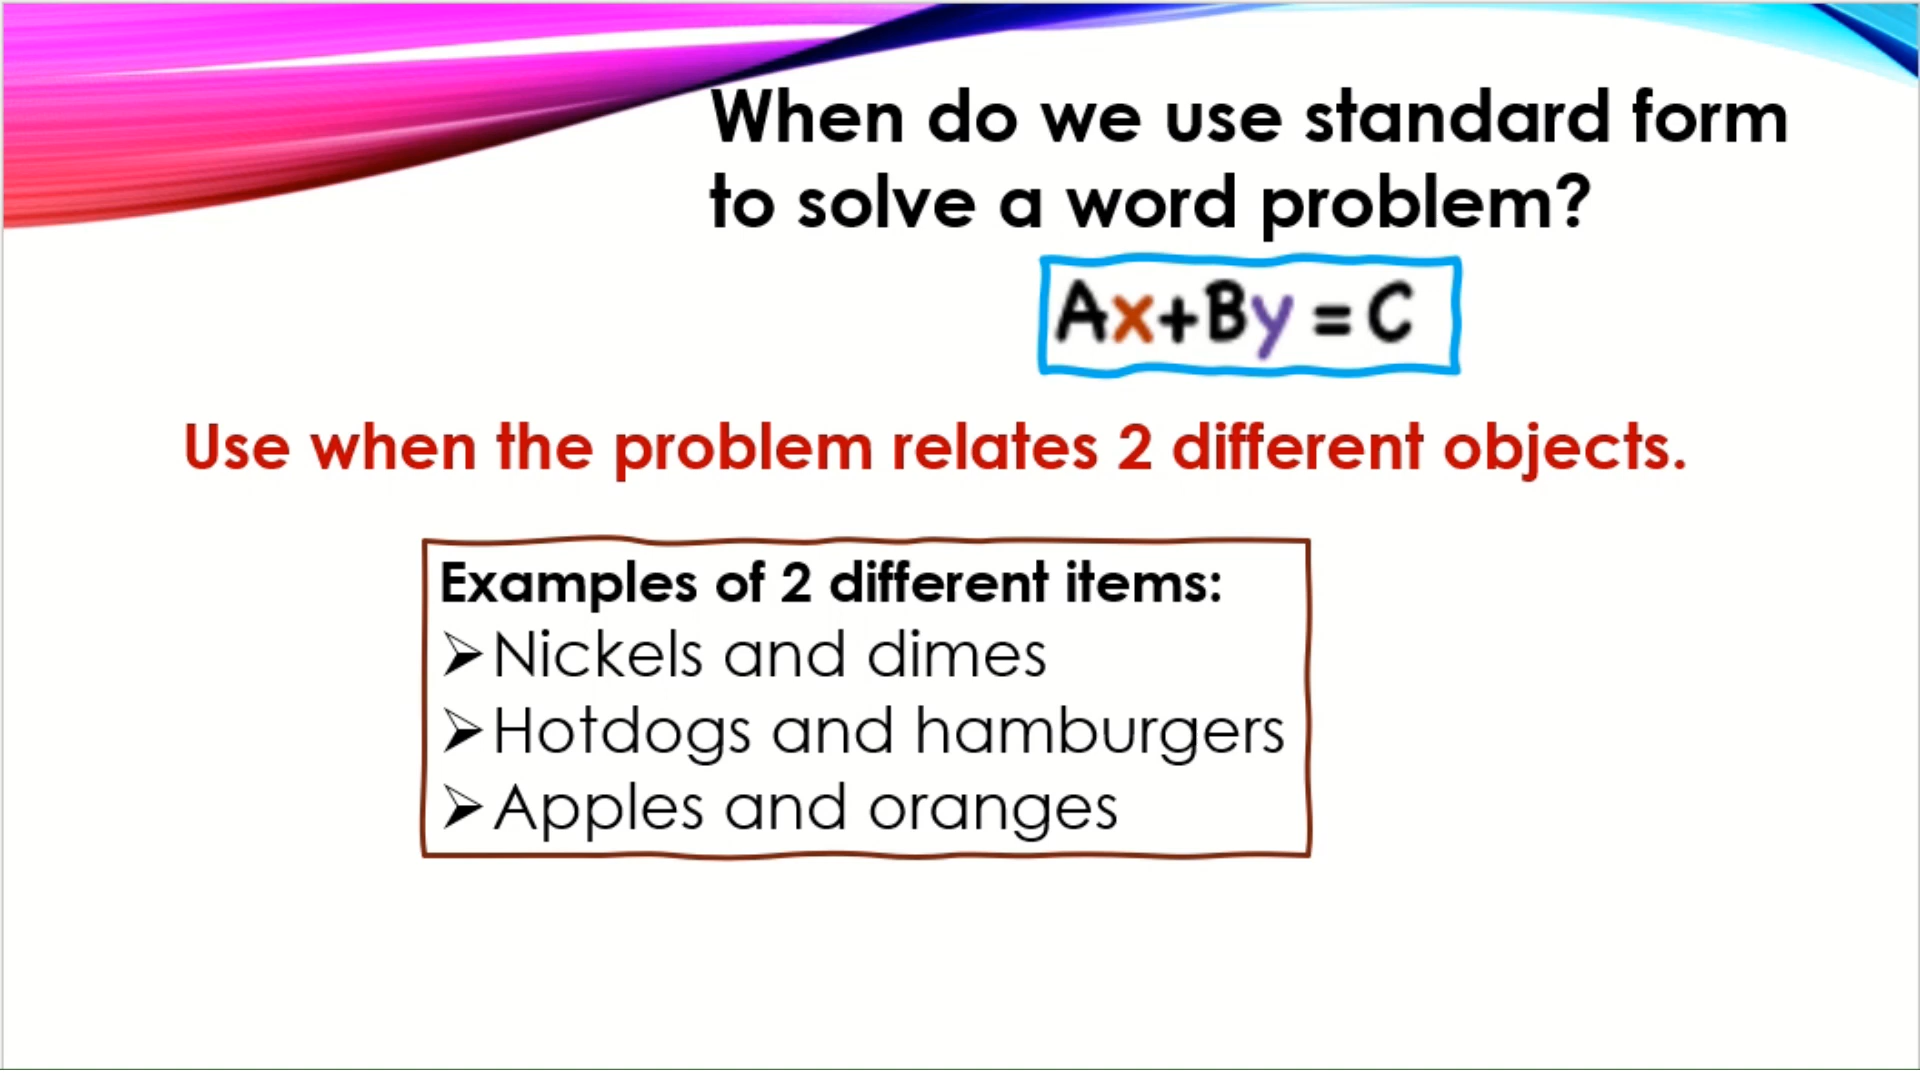 When do we use standard form
to solve a word problem?
Ax+By = C
Use when the problem relates 2 different objects.
Examples of 2 different items:
➢Nickels and dimes
➢Hotdogs and hamburgers
➢Apples and oranges